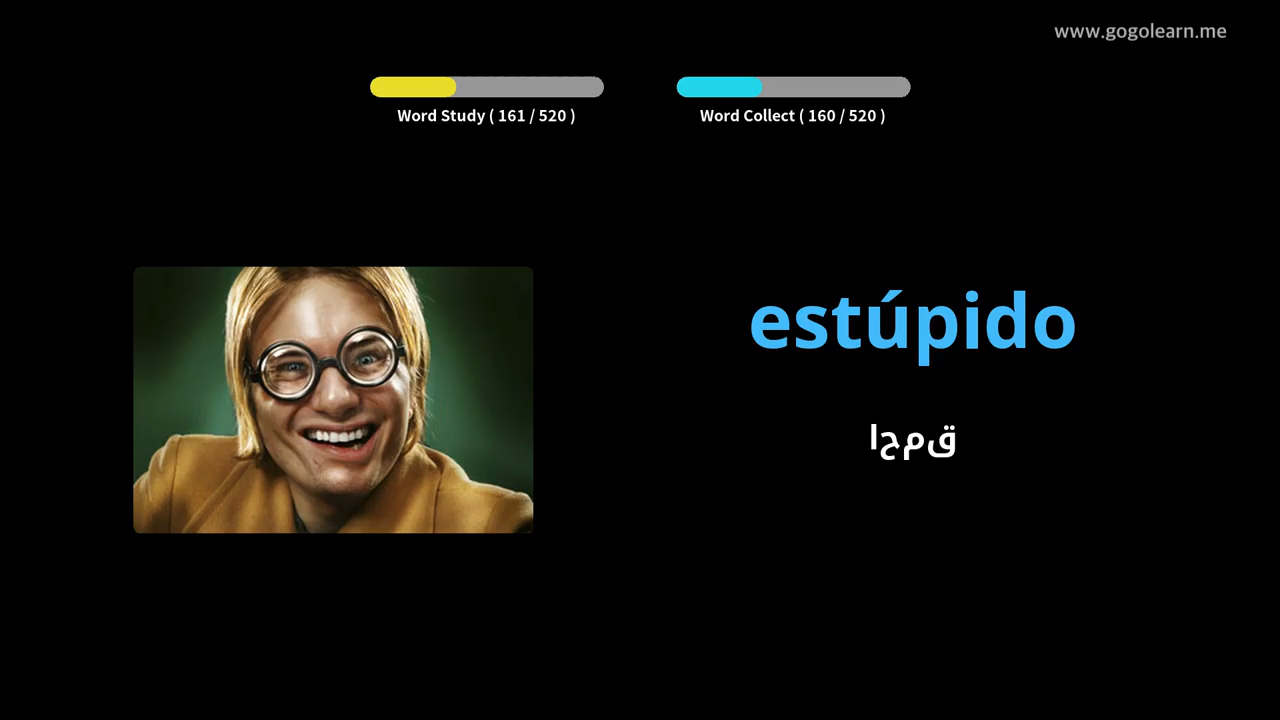 www.gogolearn.me
Word Study ( 161 / 520 )
Word Collect ( 160 / 520 )
estúpido
احمق